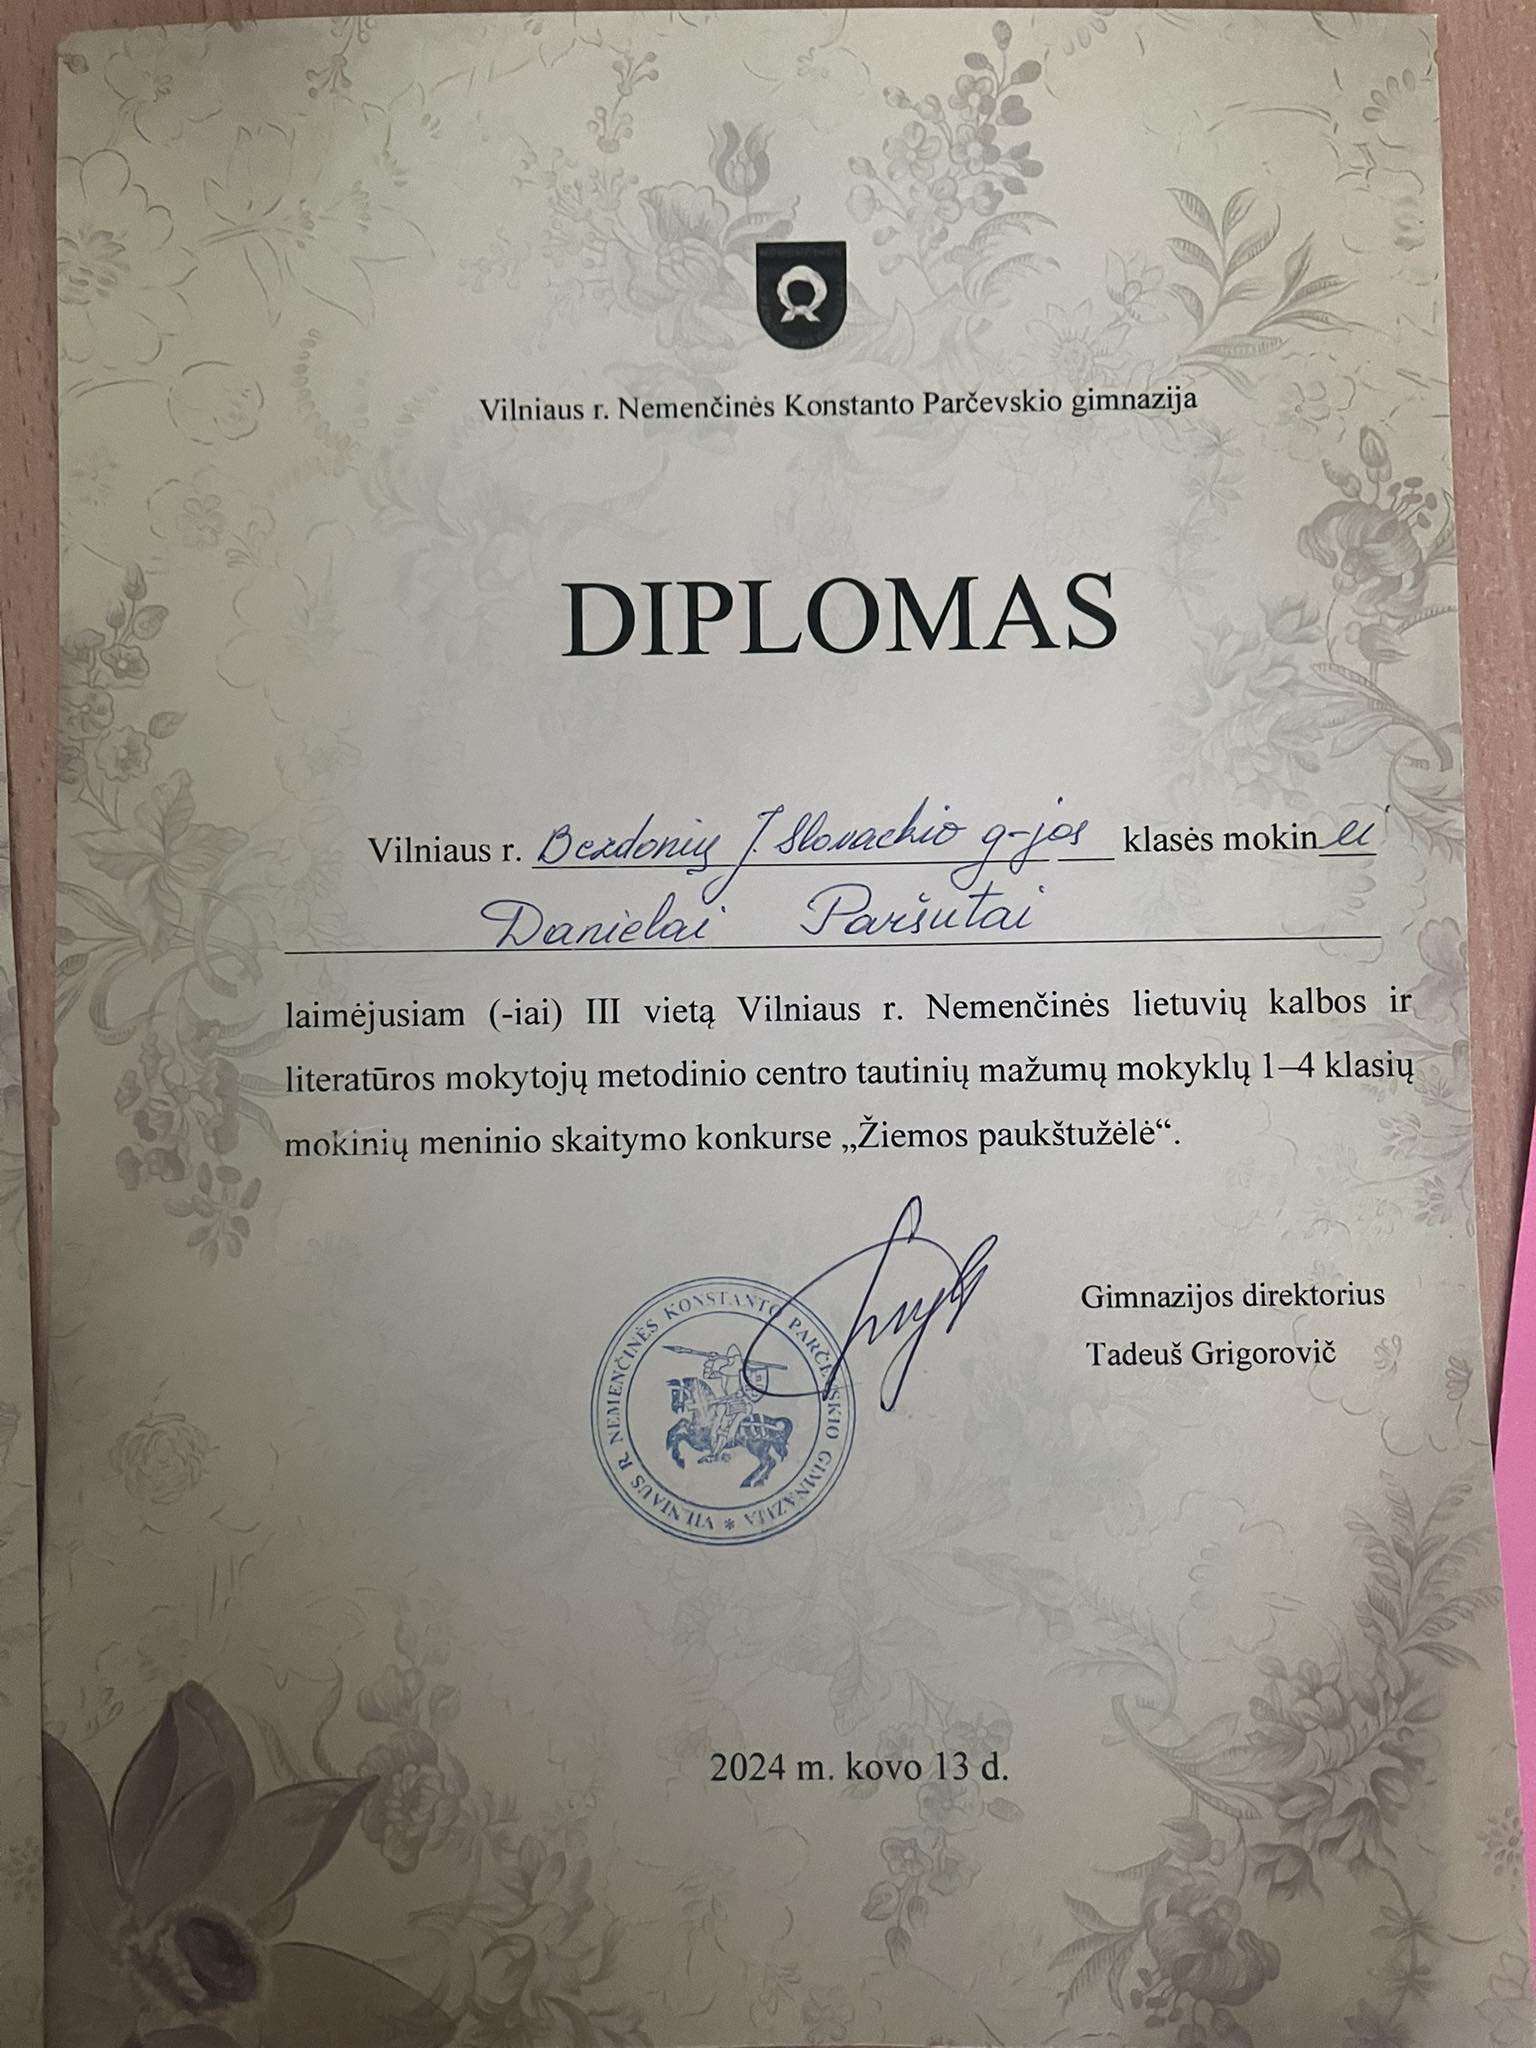 Vilniaus r. Nemenčinės Konstanto Parčevskio gimnazija
DIPLOMAS
Vilniaus r. Bezdonių J. Slovackio g-jos klasės mokinei
Danielai Paršutai
laimėjusiam (-iai) III vietą Vilniaus r. Nemenčinės lietuvių kalbos ir
literatūros mokytojų metodinio centro tautinių mažumų mokyklų 1–4 klasių
mokinių meninio skaitymo konkurse „Žiemos paukštužėlė“.
Gimnazijos direktorius
Tadeuš Grigorovič
VILNIAUS R. NEMENČINĖS KONSTANTO PARČEVSKIO GIMNAZIJA *
2024 m. kovo 13 d.